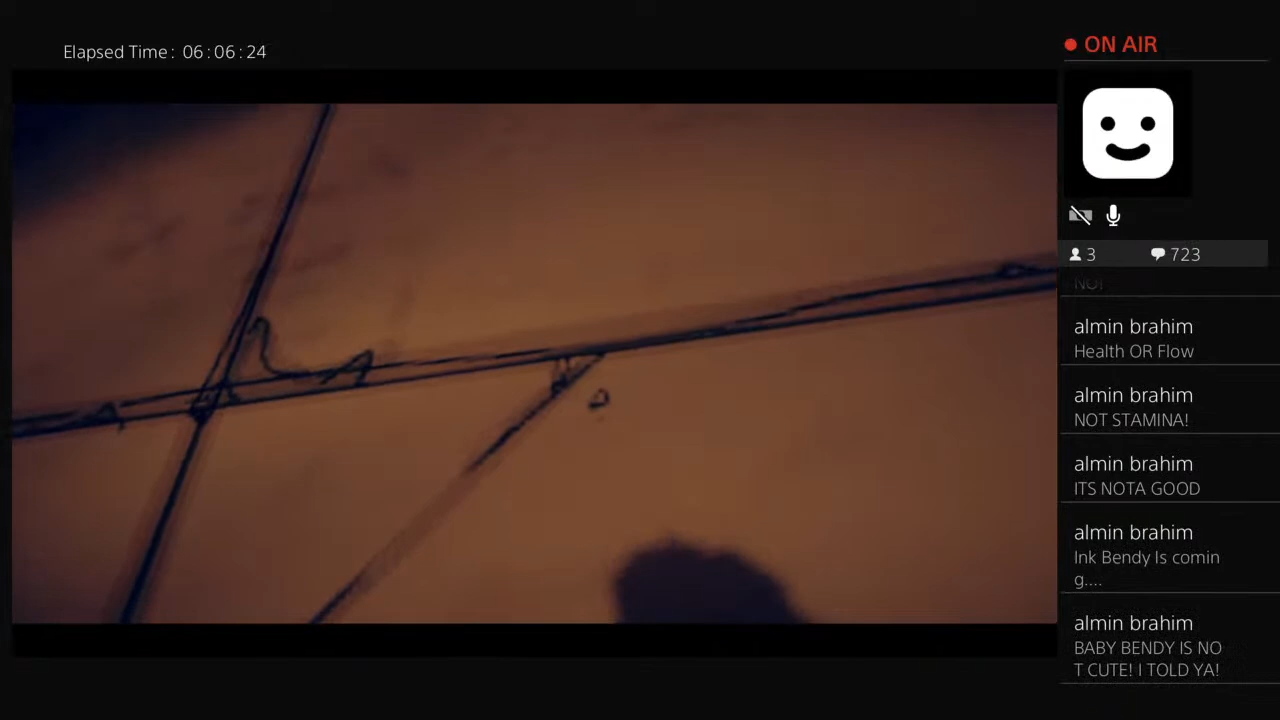 Elapsed Time: 06:06:24
ON AIR
3 723
NOT
almin brahim
Health OR Flow
almin brahim
NOT STAMINA!
almin brahim
ITS NOTA GOOD
almin brahim
Ink Bendy Is comin
g....
almin brahim
BABY BENDY IS NO
T CUTE! I TOLD YA!